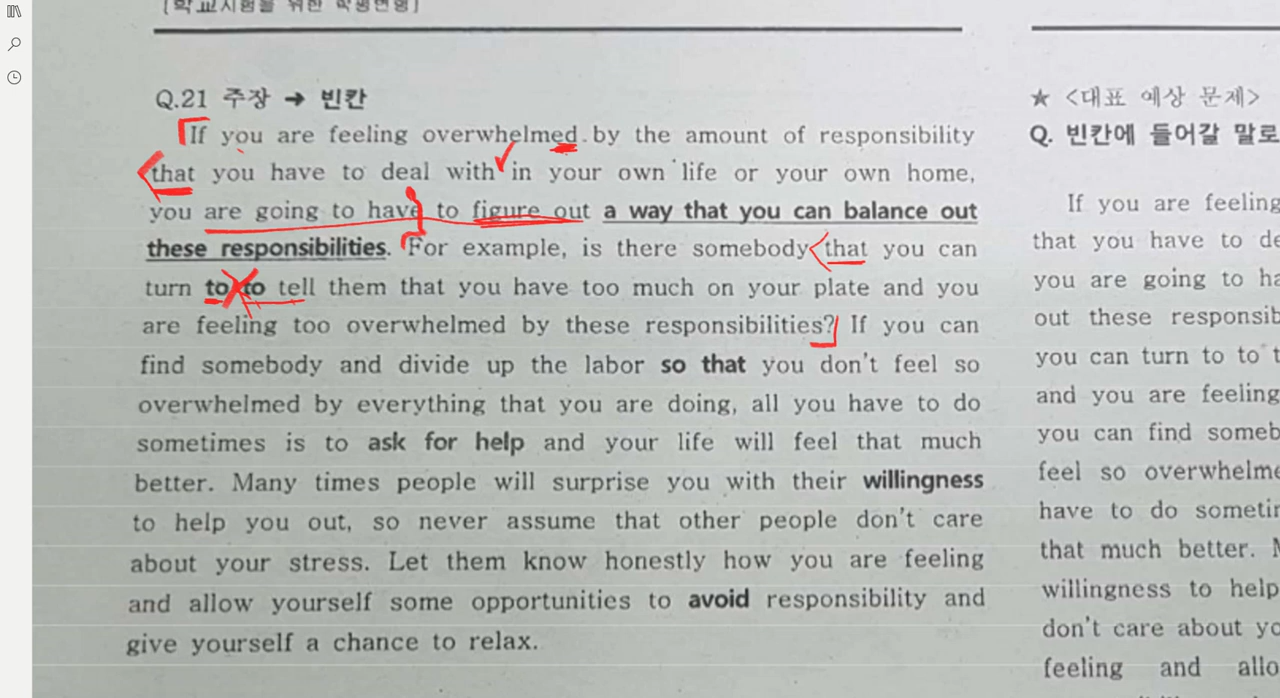 [학교시험을 위한 학평변형]
Q.21 주장 → 빈칸
If you are feeling overwhelmed by the amount of responsibility
that you have to deal with in your own life or your own home,
you are going to have to figure out a way that you can balance out
these responsibilities. For example, is there somebody that you can
turn to to tell them that you have too much on your plate and you
are feeling too overwhelmed by these responsibilities? If you can
find somebody and divide up the labor so that you don't feel so
overwhelmed by everything that you are doing, all you have to do
sometimes is to ask for help and your life will feel that much
better. Many times people will surprise you with their willingness
to help you out, so never assume that other people don't care
about your stress. Let them know honestly how you are feeling
and allow yourself some opportunities to avoid responsibility and
give yourself a chance to relax.
★ <대표 예상 문제>
Q. 빈칸에 들어갈 말로
If you are feeling
that you have to de
you are going to ha
out these responsib
you can turn to to t
and you are feeling
you can find someb
feel so overwhelme
have to do sometim
that much better. M
willingness to help
don't care about yo
feeling and allo